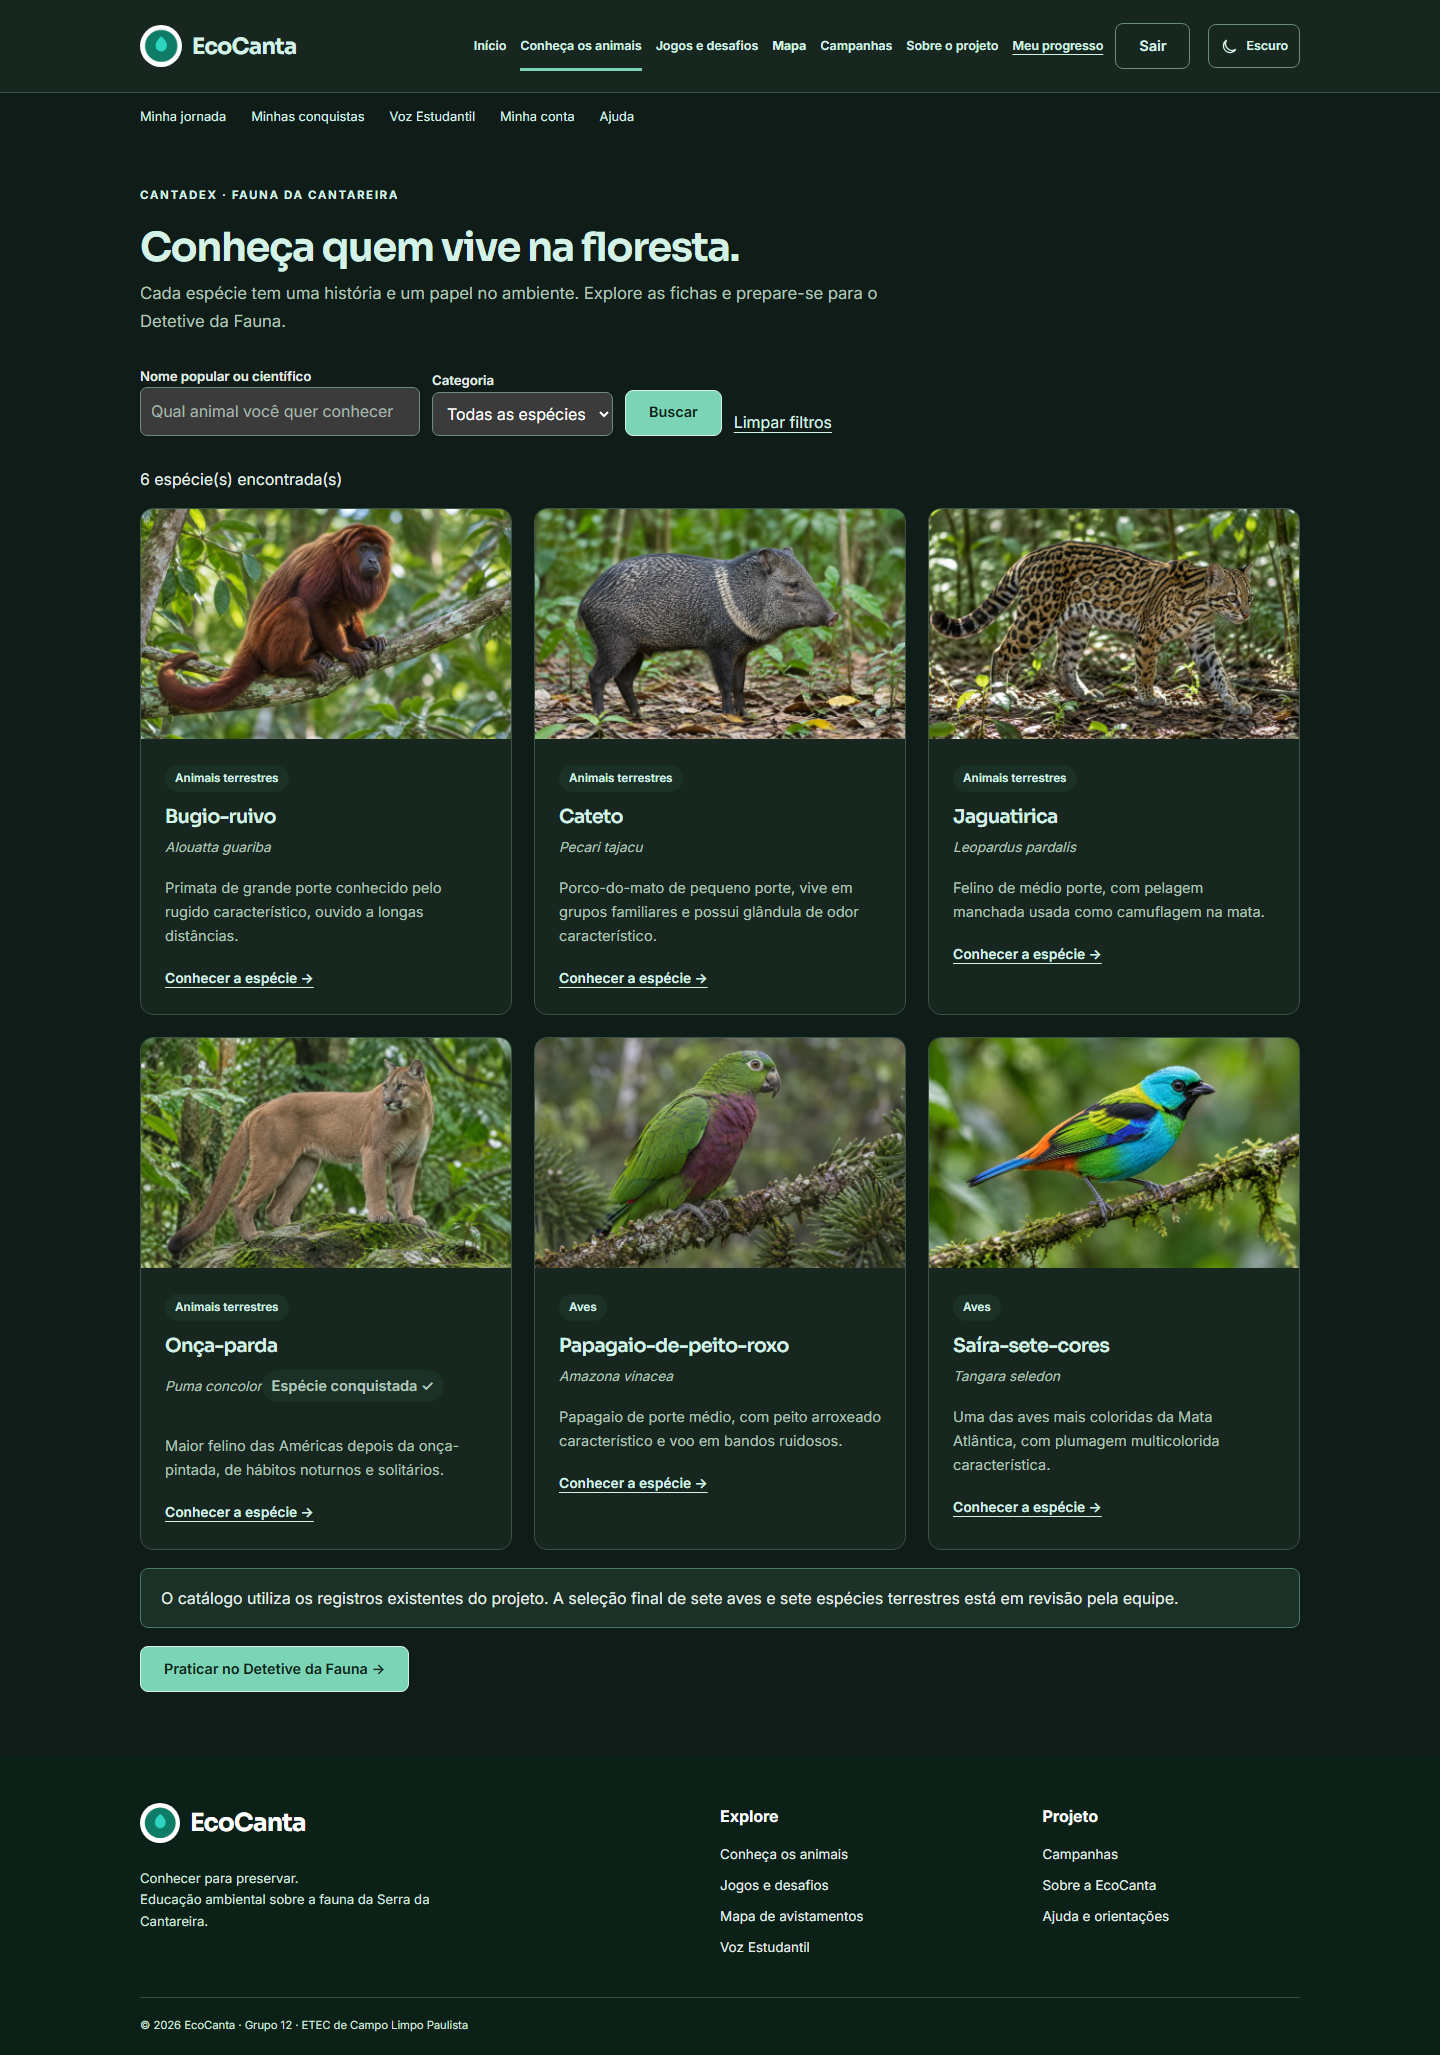 EcoCanta
Início
Conheça os animais
Jogos e desafios
Mapa
Campanhas
Sobre o projeto
Meu progresso
Sair
Escuro
Minha jornada
Minhas conquistas
Voz Estudantil
Minha conta
Ajuda
CANTADEX · FAUNA DA CANTAREIRA
Conheça quem vive na floresta.
Cada espécie tem uma história e um papel no ambiente. Explore as fichas e prepare-se para o
Detetive da Fauna.
Nome popular ou científico
Qual animal você quer conhecer
Categoria
Todas as espécies
Buscar
Limpar filtros
6 espécie(s) encontrada(s)
Animais terrestres
Bugio-ruivo
Alouatta guariba
Primata de grande porte conhecido pelo
rugido característico, ouvido a longas
distâncias.
Conhecer a espécie →
Animais terrestres
Cateto
Pecari tajacu
Porco-do-mato de pequeno porte, vive em
grupos familiares e possui glândula de odor
característico.
Conhecer a espécie →
Animais terrestres
Jaguatirica
Leopardus pardalis
Felino de médio porte, com pelagem
manchada usada como camuflagem na mata.
Conhecer a espécie →
Animais terrestres
Onça-parda
Puma concolor Espécie conquistada ✓
Maior felino das Américas depois da onça-
pintada, de hábitos noturnos e solitários.
Conhecer a espécie →
Aves
Papagaio-de-peito-roxo
Amazona vinacea
Papagaio de porte médio, com peito arroxeado
característico e voo em bandos ruidosos.
Conhecer a espécie →
Aves
Saíra-sete-cores
Tangara seledon
Uma das aves mais coloridas da Mata
Atlântica, com plumagem multicolorida
característica.
Conhecer a espécie →
O catálogo utiliza os registros existentes do projeto. A seleção final de sete aves e sete espécies terrestres está em revisão pela equipe.
Praticar no Detetive da Fauna →
EcoCanta
Conhecer para preservar.
Educação ambiental sobre a fauna da Serra da
Cantareira.
Explore
Conheça os animais
Jogos e desafios
Mapa de avistamentos
Voz Estudantil
Projeto
Campanhas
Sobre a EcoCanta
Ajuda e orientações
© 2026 EcoCanta · Grupo 12 · ETEC de Campo Limpo Paulista